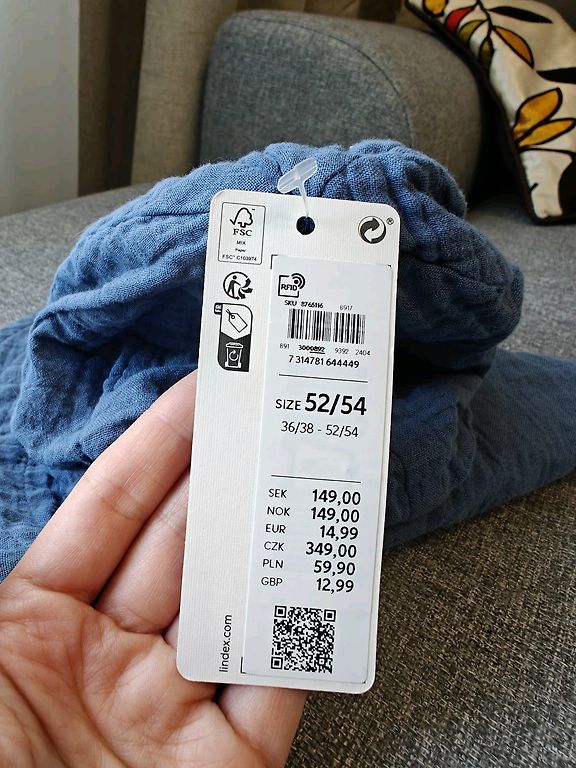 FSC
MIX
Paper
FSC® C103974
®
RFID
SKU 8765116 8917
891 3000892 9392 2404
7 314781 644449
SIZE 52/54
36/38 - 52/54
SEK 149,00
NOK 149,00
EUR 14,99
CZK 349,00
PLN 59,90
GBP 12,99
lindex.com